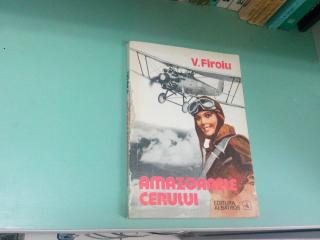 V. Firoiu
AMAZOANELE
CERULUI
EDITURA
ALBATROS